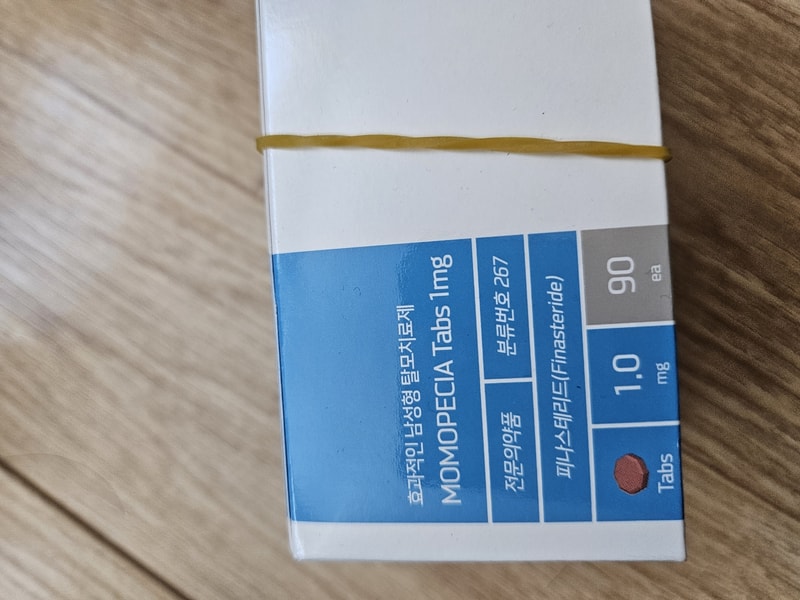 효과적인 남성형 탈모치료제
MOMOPECIA Tabs 1mg
전문의약품 분류번호 267
피나스테리드(Finasteride)
Tabs 1.0 mg 90 ea